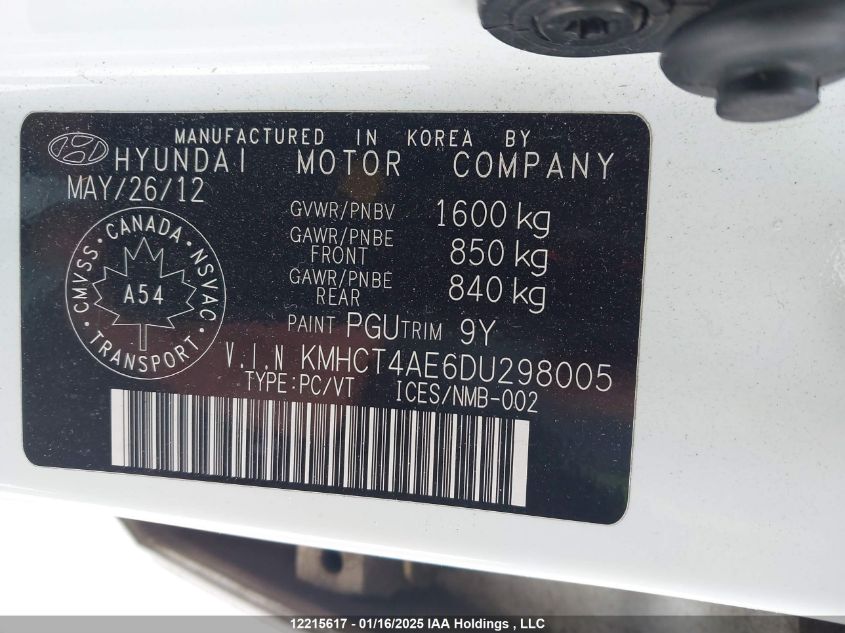 MANUFACTURED IN KOREA BY
HYUNDAI MOTOR COMPANY
MAY/26/12
GVWR/PNBV 1600 kg
GAWR/PNBE FRONT 850 kg
GAWR/PNBE REAR 840 kg
CANADA
CMVSS
NSVAC
A54
TRANSPORT
PAINT PGU TRIM 9Y
V.I.N KMHCT4AE6DU298005
TYPE:PC/VT ICES/NMB-002
12215617 - 01/16/2025 IAA Holdings , LLC